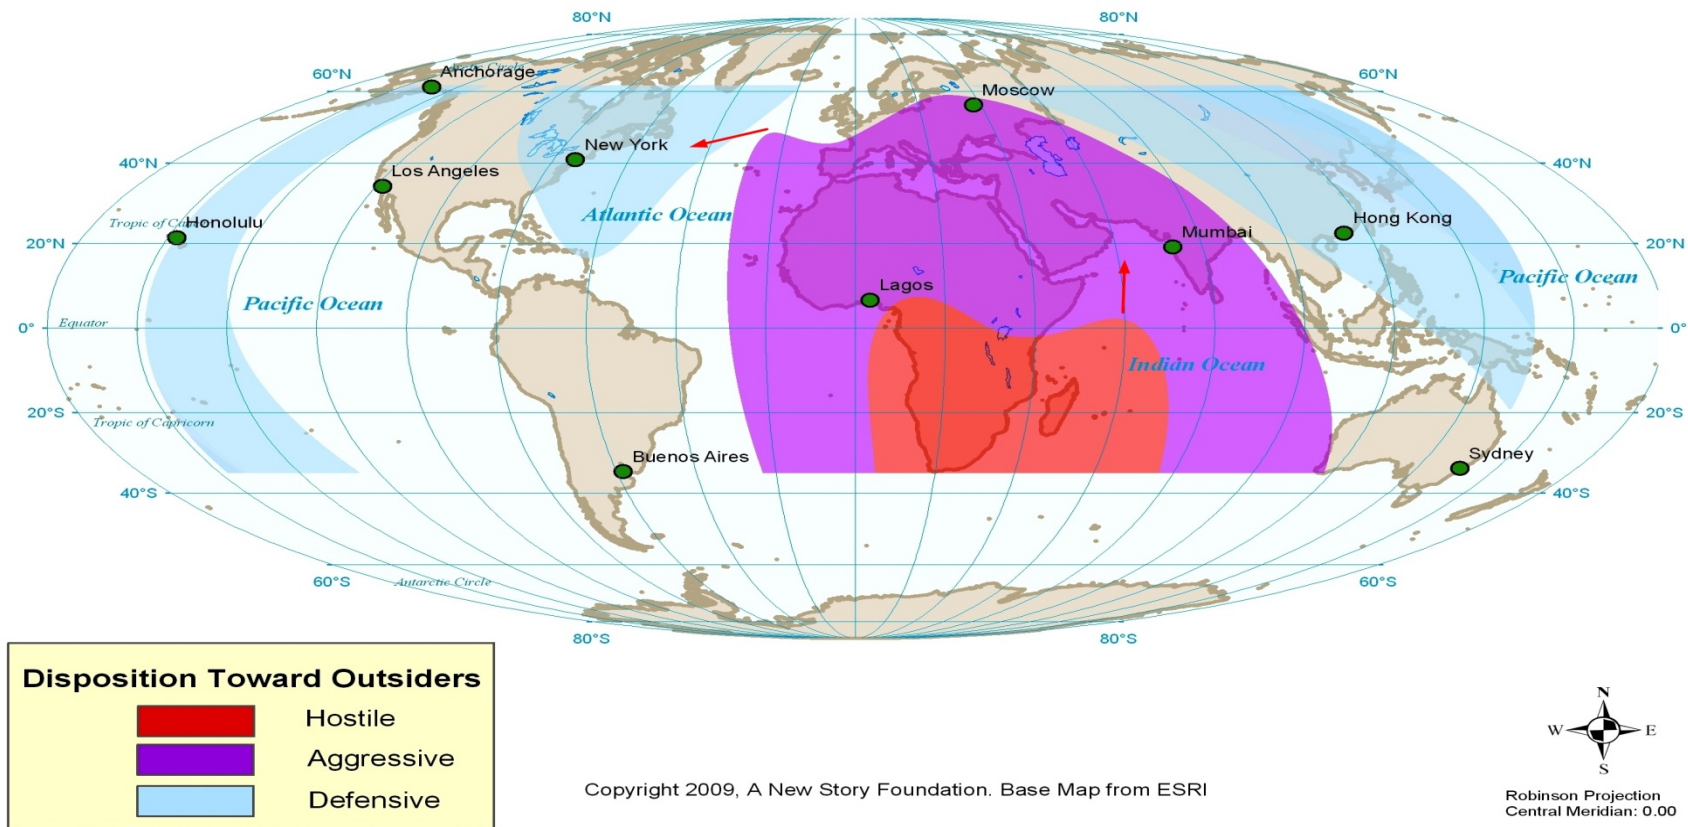 80°N
80°N
60°N
Arctic Circle
Anchorage
60°N
Moscow
New York
40°N
Los Angeles
40°N
Atlantic Ocean
Tropic of Ca
Honolulu
Hong Kong
Mumbai
20°N
20°N
Pacific Ocean
Lagos
Pacific Ocean
Equator
0°
0°
Indian Ocean
20°S
20°S
Tropic of Capricorn
Buenos Aires
Sydney
40°S
40°S
60°S
Antarctic Circle
60°S
80°S
80°S
Disposition Toward Outsiders
Hostile
Aggressive
Defensive
Copyright 2009, A New Story Foundation. Base Map from ESRI
N
W
E
S
Robinson Projection
Central Meridian: 0.00